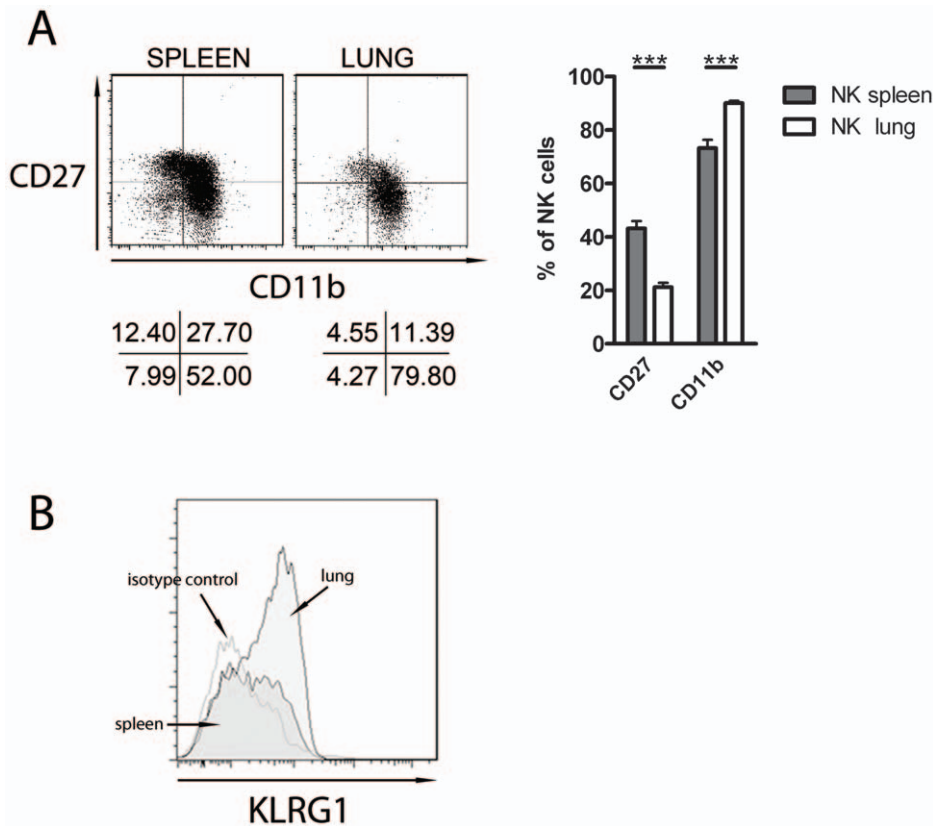 A
SPLEEN
LUNG
CD27
CD11b
12.40 27.70
7.99 52.00
4.55 11.39
4.27 79.80
***
***
100
80
60
40
20
0
% of NK cells
CD27
CD11b
NK spleen
NK lung
B
isotype control
lung
spleen
KLRG1